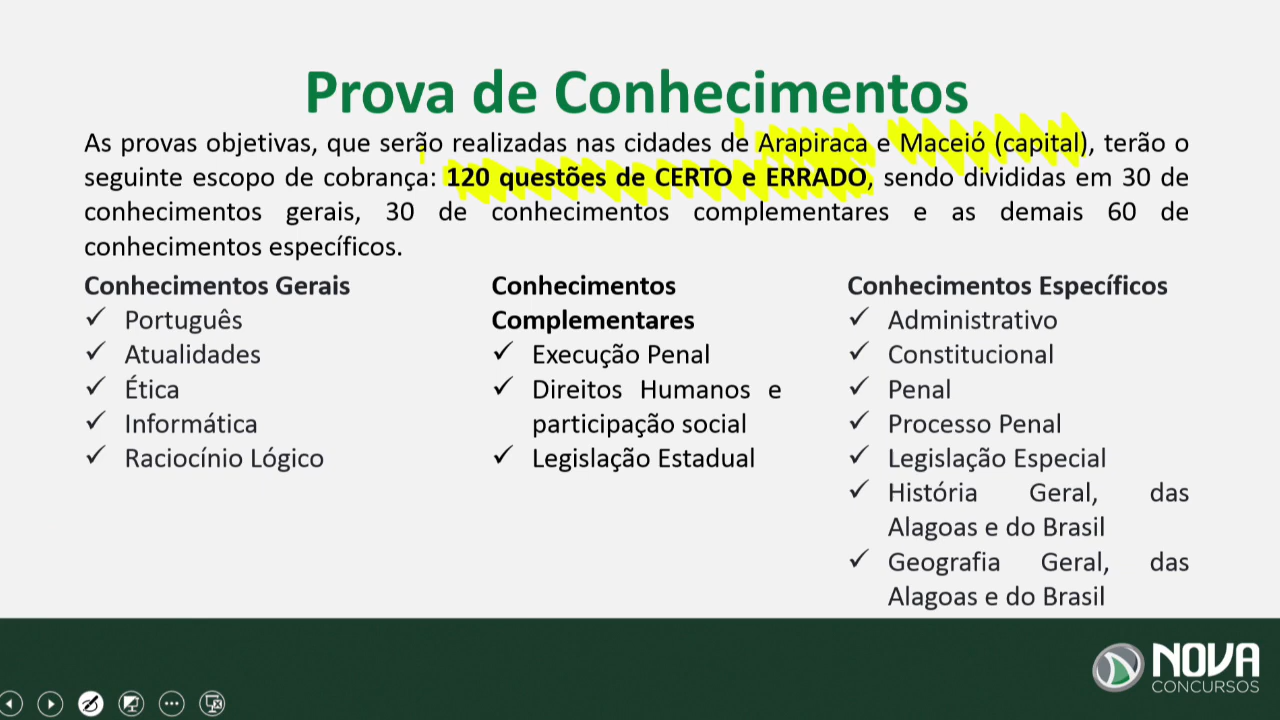 Prova de Conhecimentos
As provas objetivas, que serão realizadas nas cidades de Arapiraca e Maceió (capital), terão o
seguinte escopo de cobrança: 120 questões de CERTO e ERRADO, sendo divididas em 30 de
conhecimentos gerais, 30 de conhecimentos complementares e as demais 60 de
conhecimentos específicos.
Conhecimentos Gerais
Português
Atualidades
Ética
Informática
Raciocínio Lógico
Conhecimentos
Complementares
Execução Penal
Direitos Humanos e
participação social
Legislação Estadual
Conhecimentos Específicos
Administrativo
Constitucional
Penal
Processo Penal
Legislação Especial
História Geral, das
Alagoas e do Brasil
Geografia Geral, das
Alagoas e do Brasil
NOVA
CONCURSOS